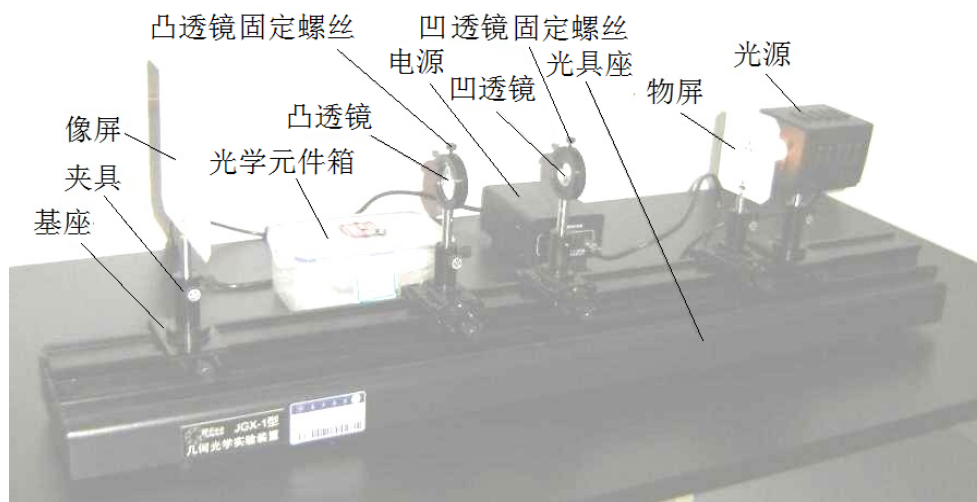 凸透镜固定螺丝
凹透镜固定螺丝
电源
光具座
光源
凹透镜
物屏
凸透镜
像屏
光学元件箱
夹具
基座
JGX-1型
几何光学实验装置